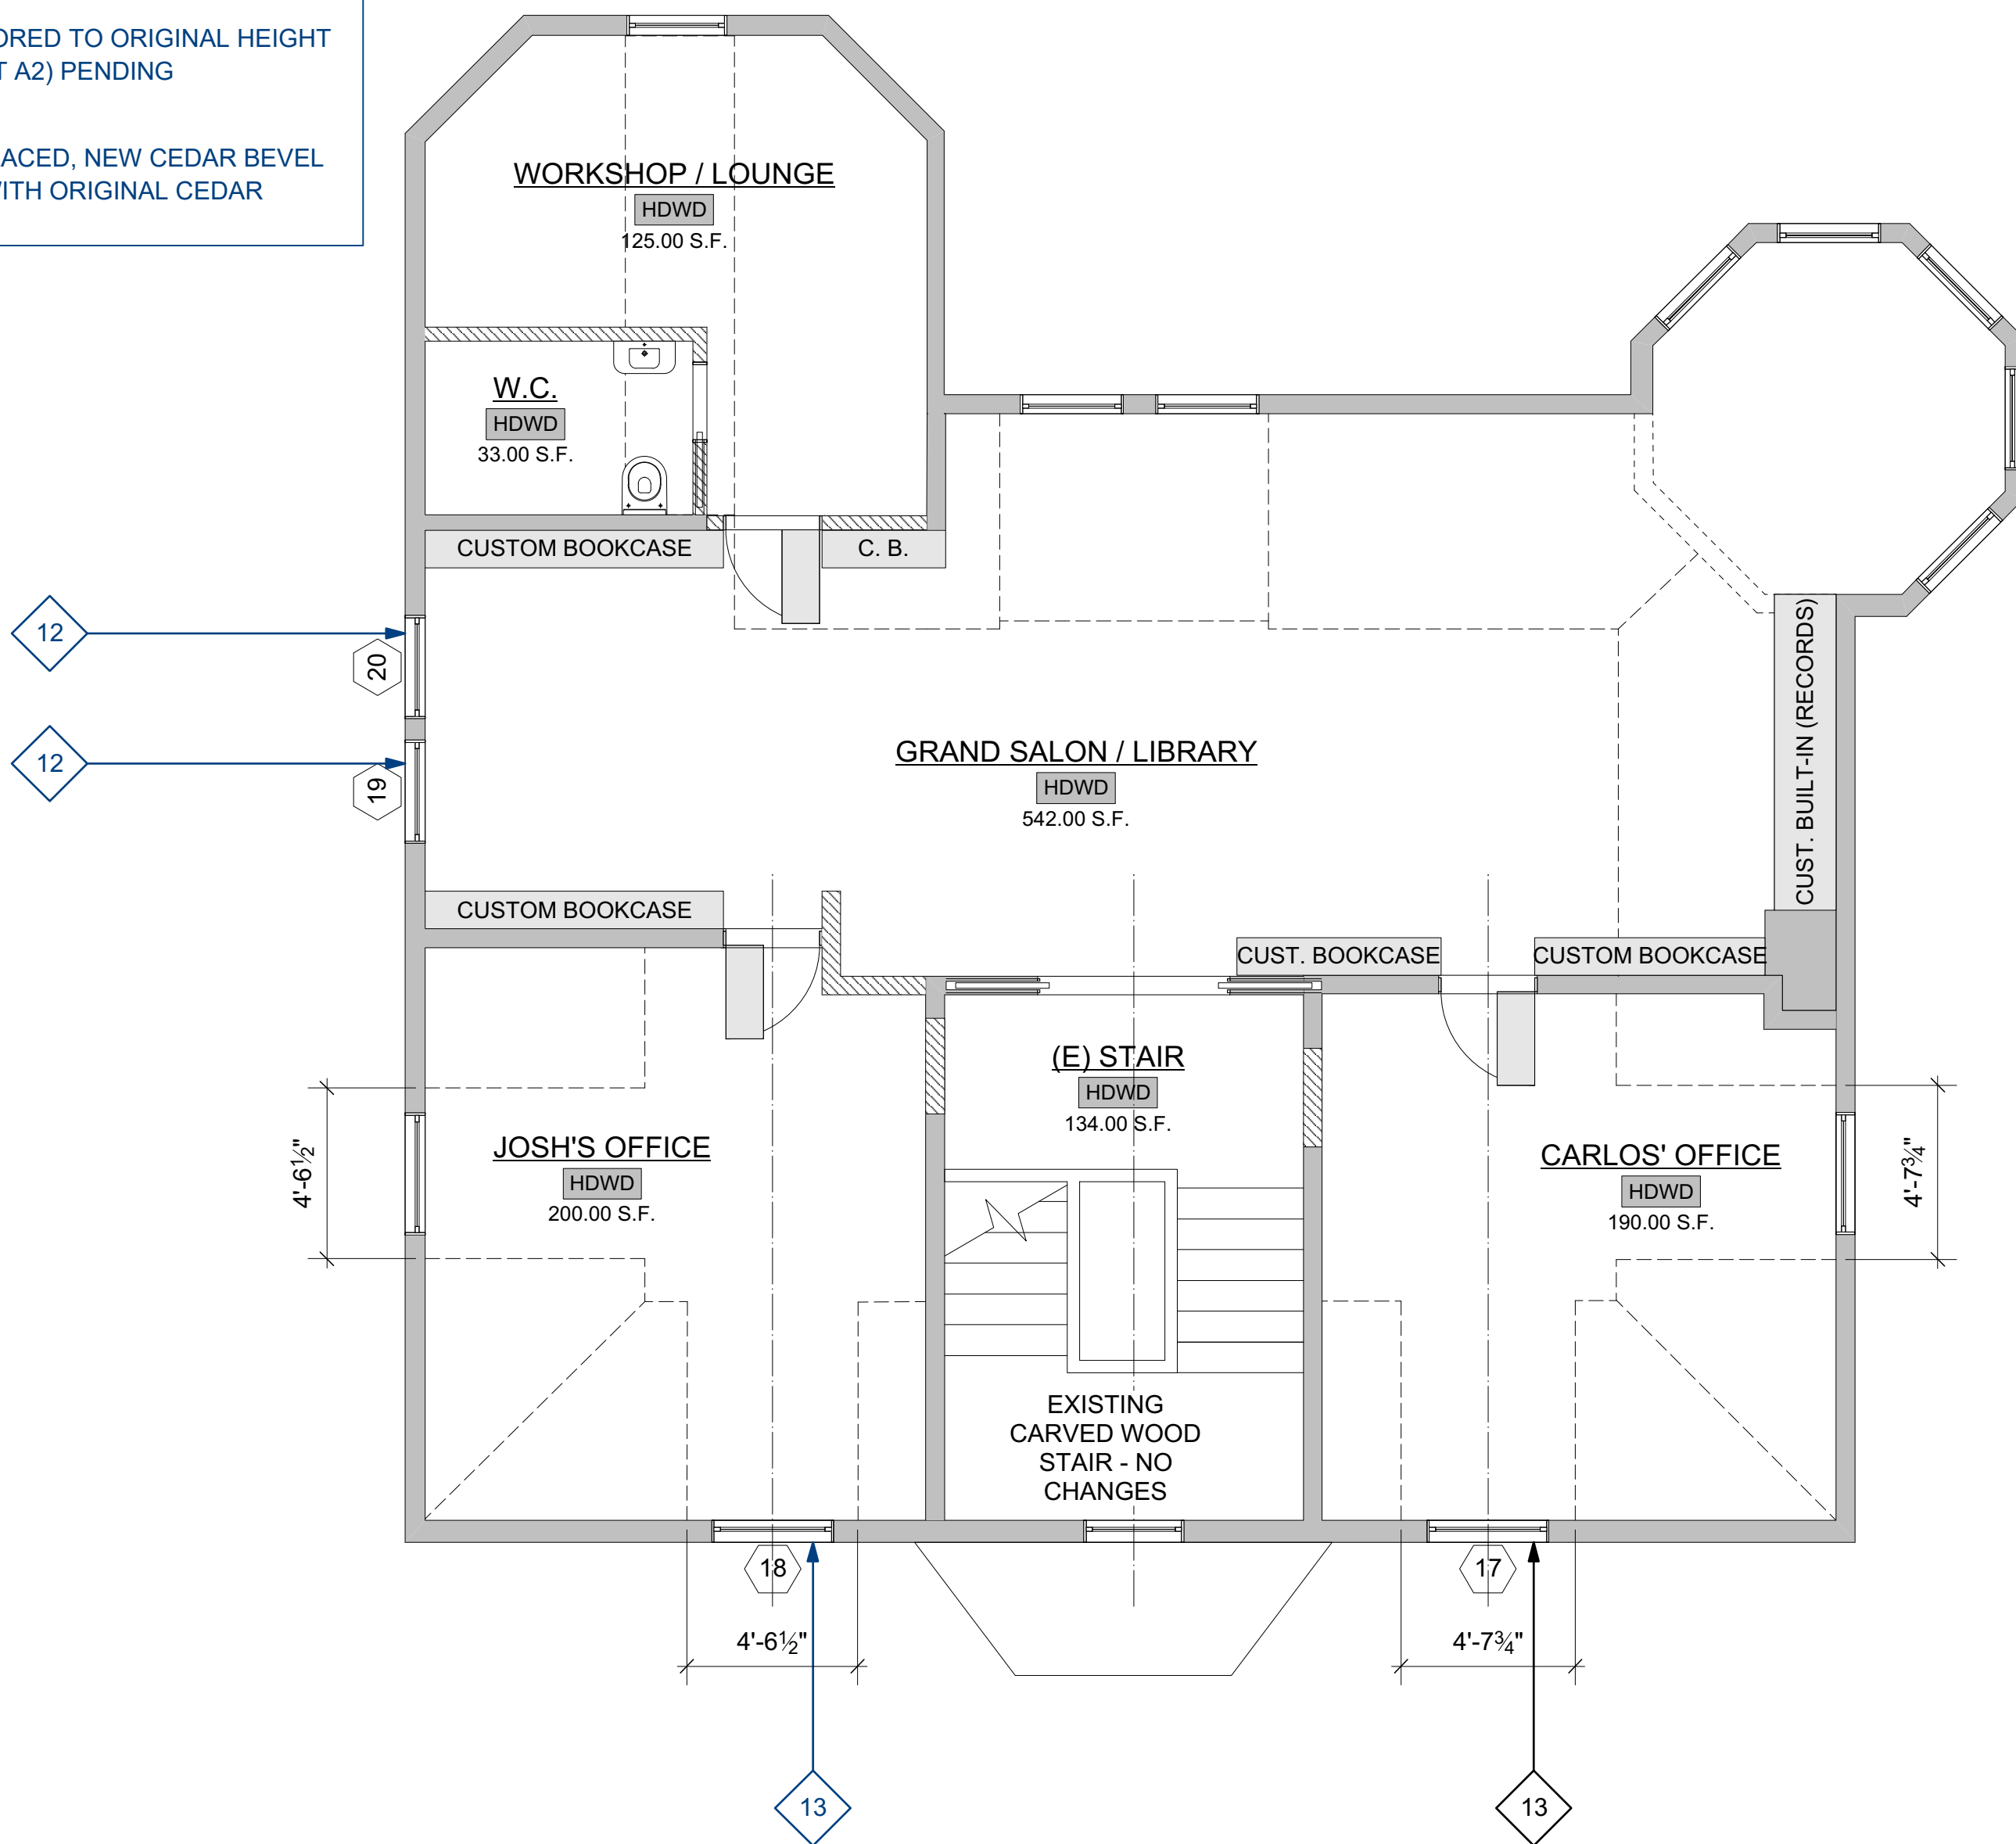 ORED TO ORIGINAL HEIGHT
T A2) PENDING
ACED, NEW CEDAR BEVEL
WITH ORIGINAL CEDAR
WORKSHOP / LOUNGE
HDWD
125.00 S.F.
W.C.
HDWD
33.00 S.F.
CUSTOM BOOKCASE
C. B.
12
20
12
19
GRAND SALON / LIBRARY
HDWD
542.00 S.F.
CUST. BUILT-IN (RECORDS)
CUSTOM BOOKCASE
CUST. BOOKCASE
CUSTOM BOOKCASE
(E) STAIR
HDWD
134.00 S.F.
4'-6½"
JOSH'S OFFICE
HDWD
200.00 S.F.
CARLOS' OFFICE
HDWD
190.00 S.F.
4'-7¾"
EXISTING
CARVED WOOD
STAIR - NO
CHANGES
18
17
4'-6½"
4'-7¾"
13
13